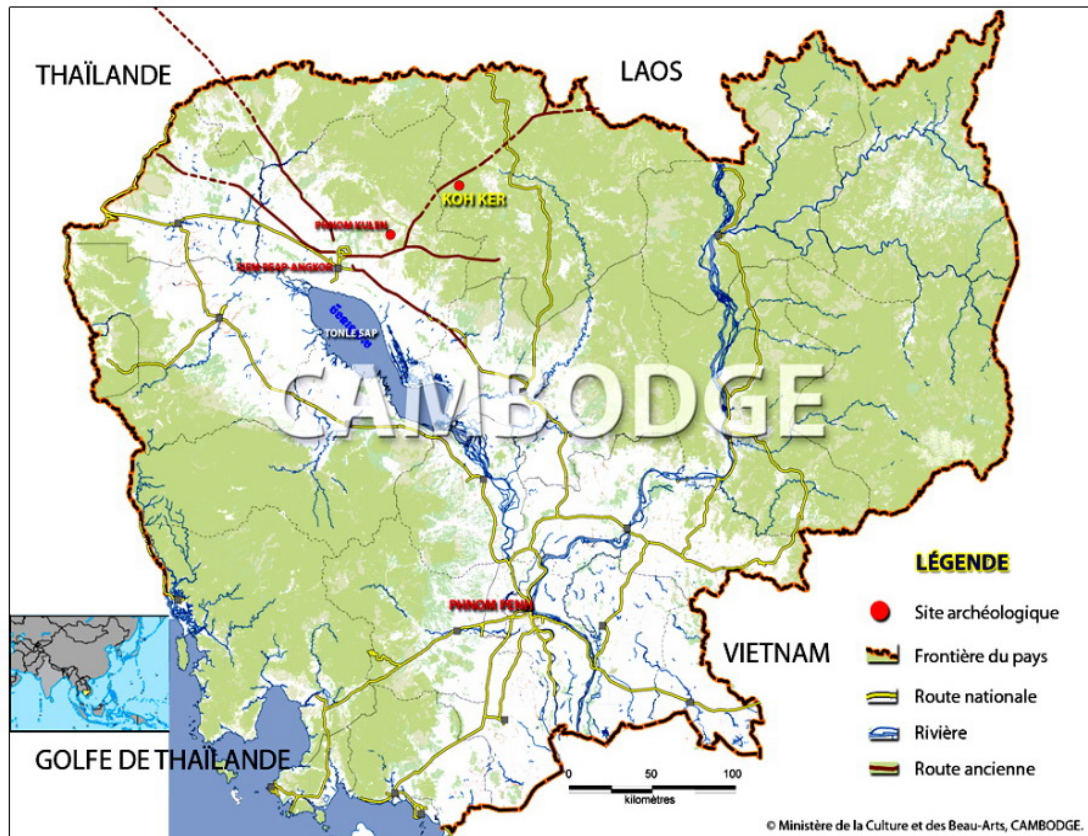 THAÏLANDE
LAOS
KOH KER
PHNOM KULEN
SIEM REAP-ANGKOR
TONLE SAP
CAMBODGE
PHNOM PENH
VIETNAM
GOLFE DE THAÏLANDE
LÉGENDE
Site archéologique
Frontière du pays
Route nationale
Rivière
Route ancienne
0 50 100
kilomètres
© Ministère de la Culture et des Beau-Arts, CAMBODGE.